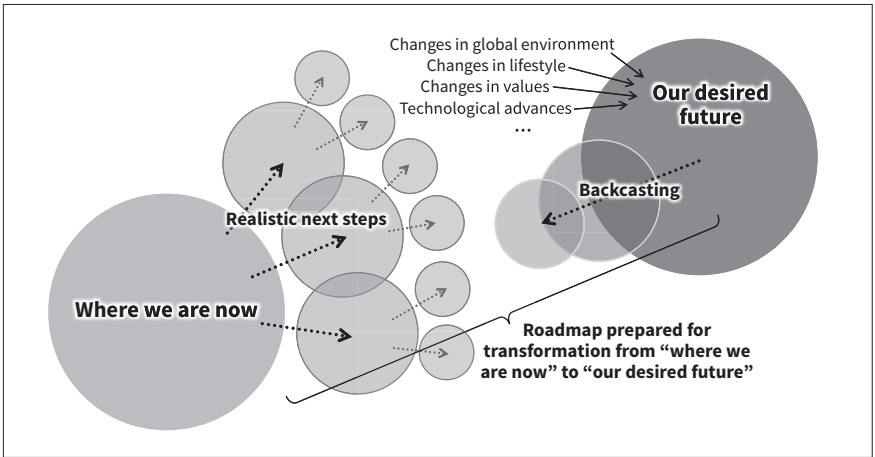 Changes in global environment
Changes in lifestyle
Changes in values
Technological advances
...
Our desired
future
Backcasting
Realistic next steps
Where we are now
Roadmap prepared for
transformation from “where we
are now” to “our desired future”